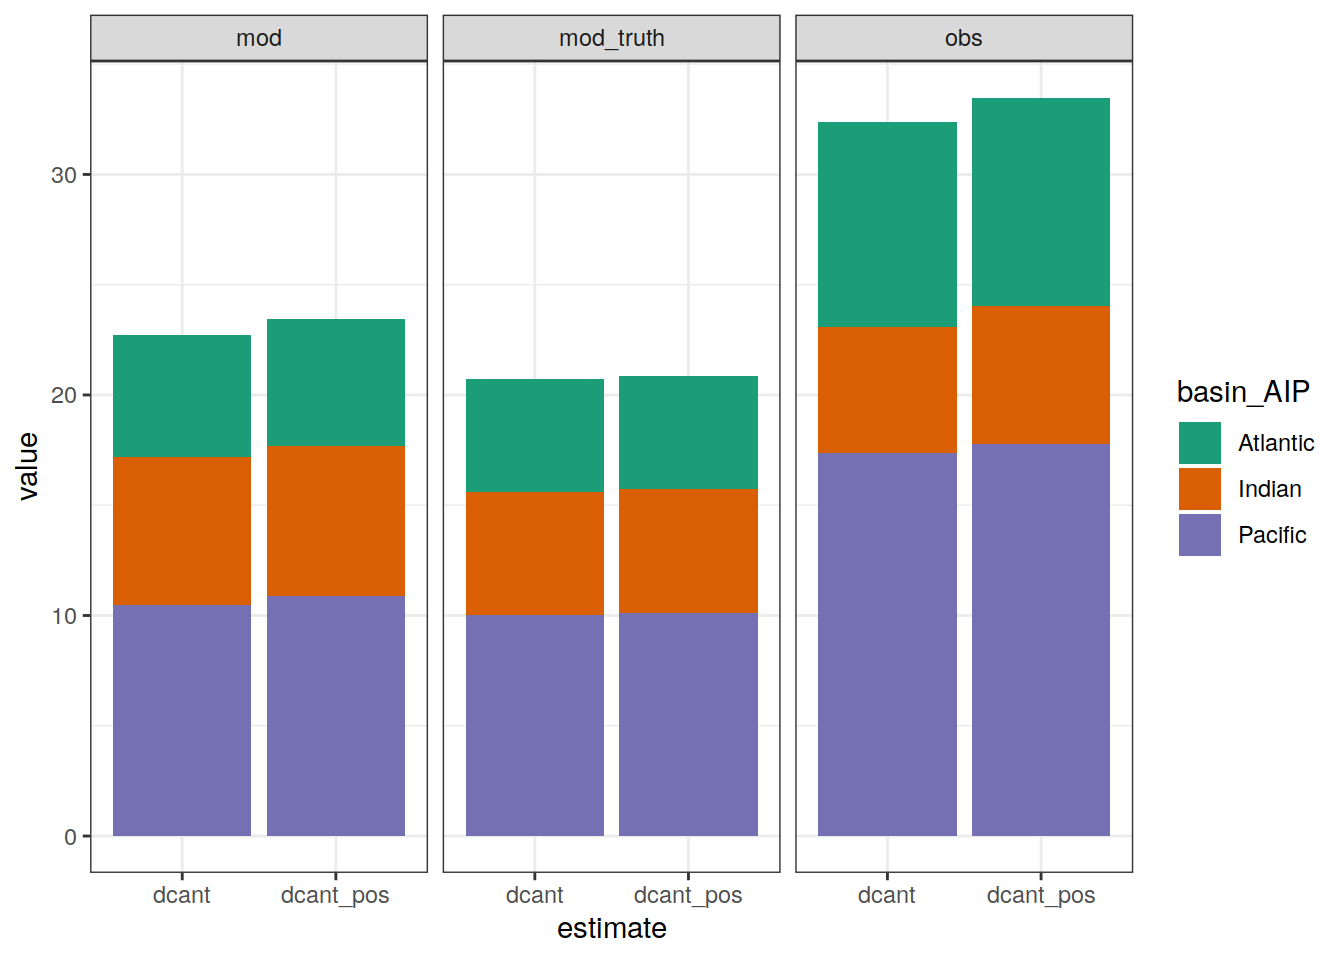 mod
mod_truth
obs
30
20
10
0
value
dcant
dcant_pos
dcant
dcant_pos
dcant
dcant_pos
estimate
basin_AIP
Atlantic
Indian
Pacific